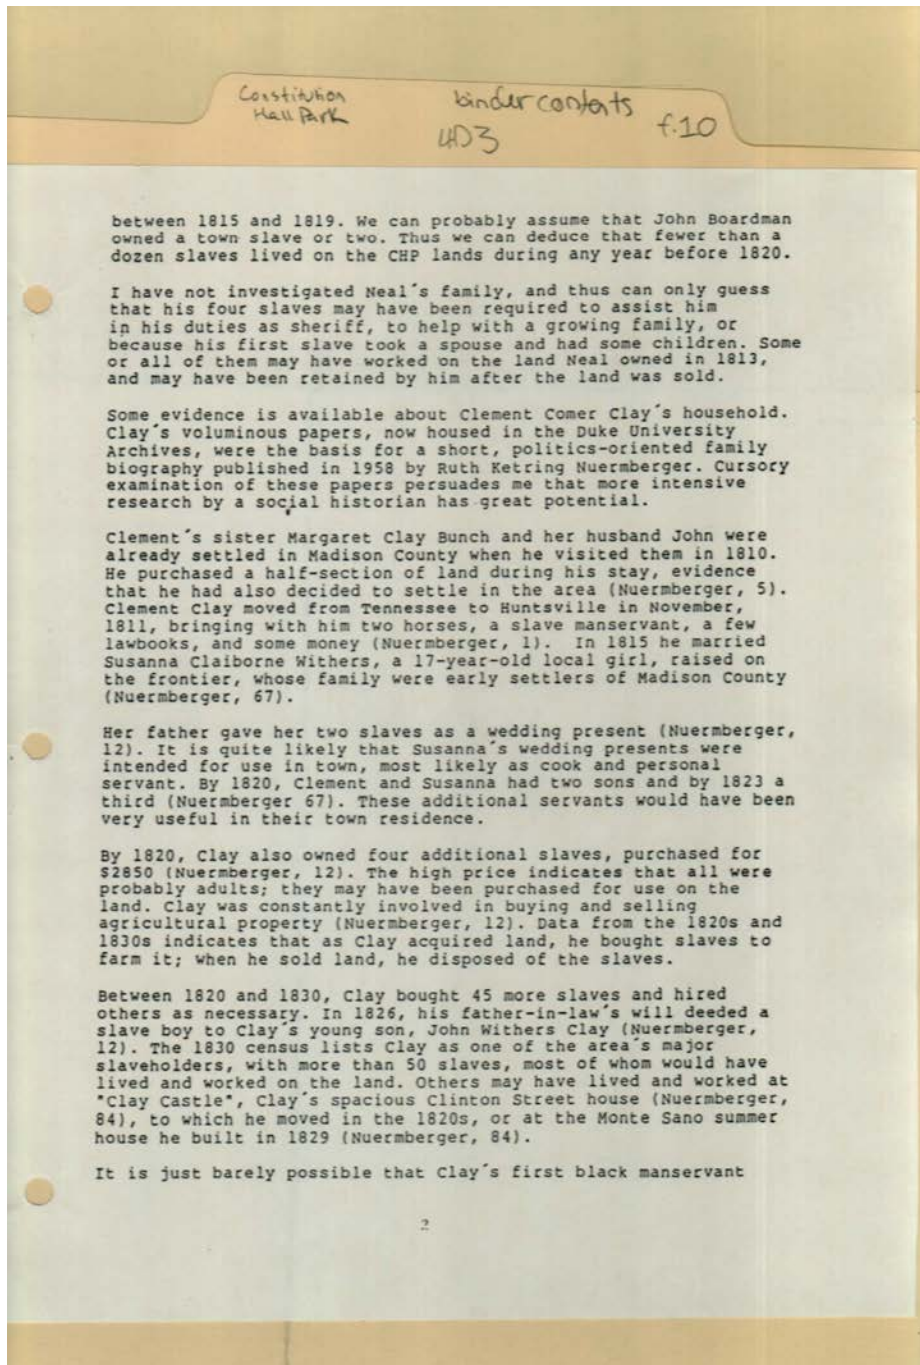 Constitution
Hall Park
binder contents
4D3
f.10
between 1815 and 1819. We can probably assume that John Boardman
owned a town slave or two. Thus we can deduce that fewer than a
dozen slaves lived on the CHP lands during any year before 1820.
I have not investigated Neal´s family, and thus can only guess
that his four slaves may have been required to assist him
in his duties as sheriff, to help with a growing family, or
because his first slave took a spouse and had some children. Some
or all of them may have worked on the land Neal owned in 1813,
and may have been retained by him after the land was sold.
Some evidence is available about Clement Comer Clay´s household.
Clay´s voluminous papers, now housed in the Duke University
Archives, were the basis for a short, politics-oriented family
biography published in 1958 by Ruth Ketring Nuermberger. Cursory
examination of these papers persuades me that more intensive
research by a social historian has great potential.
Clement´s sister Margaret Clay Bunch and her husband John were
already settled in Madison County when he visited them in 1810.
He purchased a half-section of land during his stay, evidence
that he had also decided to settle in the area (Nuermberger, 5).
Clement Clay moved from Tennessee to Huntsville in November,
1811, bringing with him two horses, a slave manservant, a few
lawbooks, and some money (Nuermberger, 1). In 1815 he married
Susanna Claiborne Withers, a 17-year-old local girl, raised on
the frontier, whose family were early settlers of Madison County
(Nuermberger, 67).
Her father gave her two slaves as a wedding present (Nuermberger,
12). It is quite likely that Susanna´s wedding presents were
intended for use in town, most likely as cook and personal
servant. By 1820, Clement and Susanna had two sons and by 1823 a
third (Nuermberger 67). These additional servants would have been
very useful in their town residence.
By 1820, Clay also owned four additional slaves, purchased for
$2850 (Nuermberger, 12). The high price indicates that all were
probably adults; they may have been purchased for use on the
land. Clay was constantly involved in buying and selling
agricultural property (Nuermberger, 12). Data from the 1820s and
1830s indicates that as Clay acquired land, he bought slaves to
farm it; when he sold land, he disposed of the slaves.
Between 1820 and 1830, Clay bought 45 more slaves and hired
others as necessary. In 1826, his father-in-law´s will deeded a
slave boy to Clay´s young son, John Withers Clay (Nuermberger,
12). The 1830 census lists Clay as one of the area´s major
slaveholders, with more than 50 slaves, most of whom would have
lived and worked on the land. Others may have lived and worked at
"Clay Castle", Clay´s spacious Clinton Street house (Nuermberger,
84), to which he moved in the 1820s, or at the Monte Sano summer
house he built in 1829 (Nuermberger, 84).
It is just barely possible that Clay´s first black manservant
2